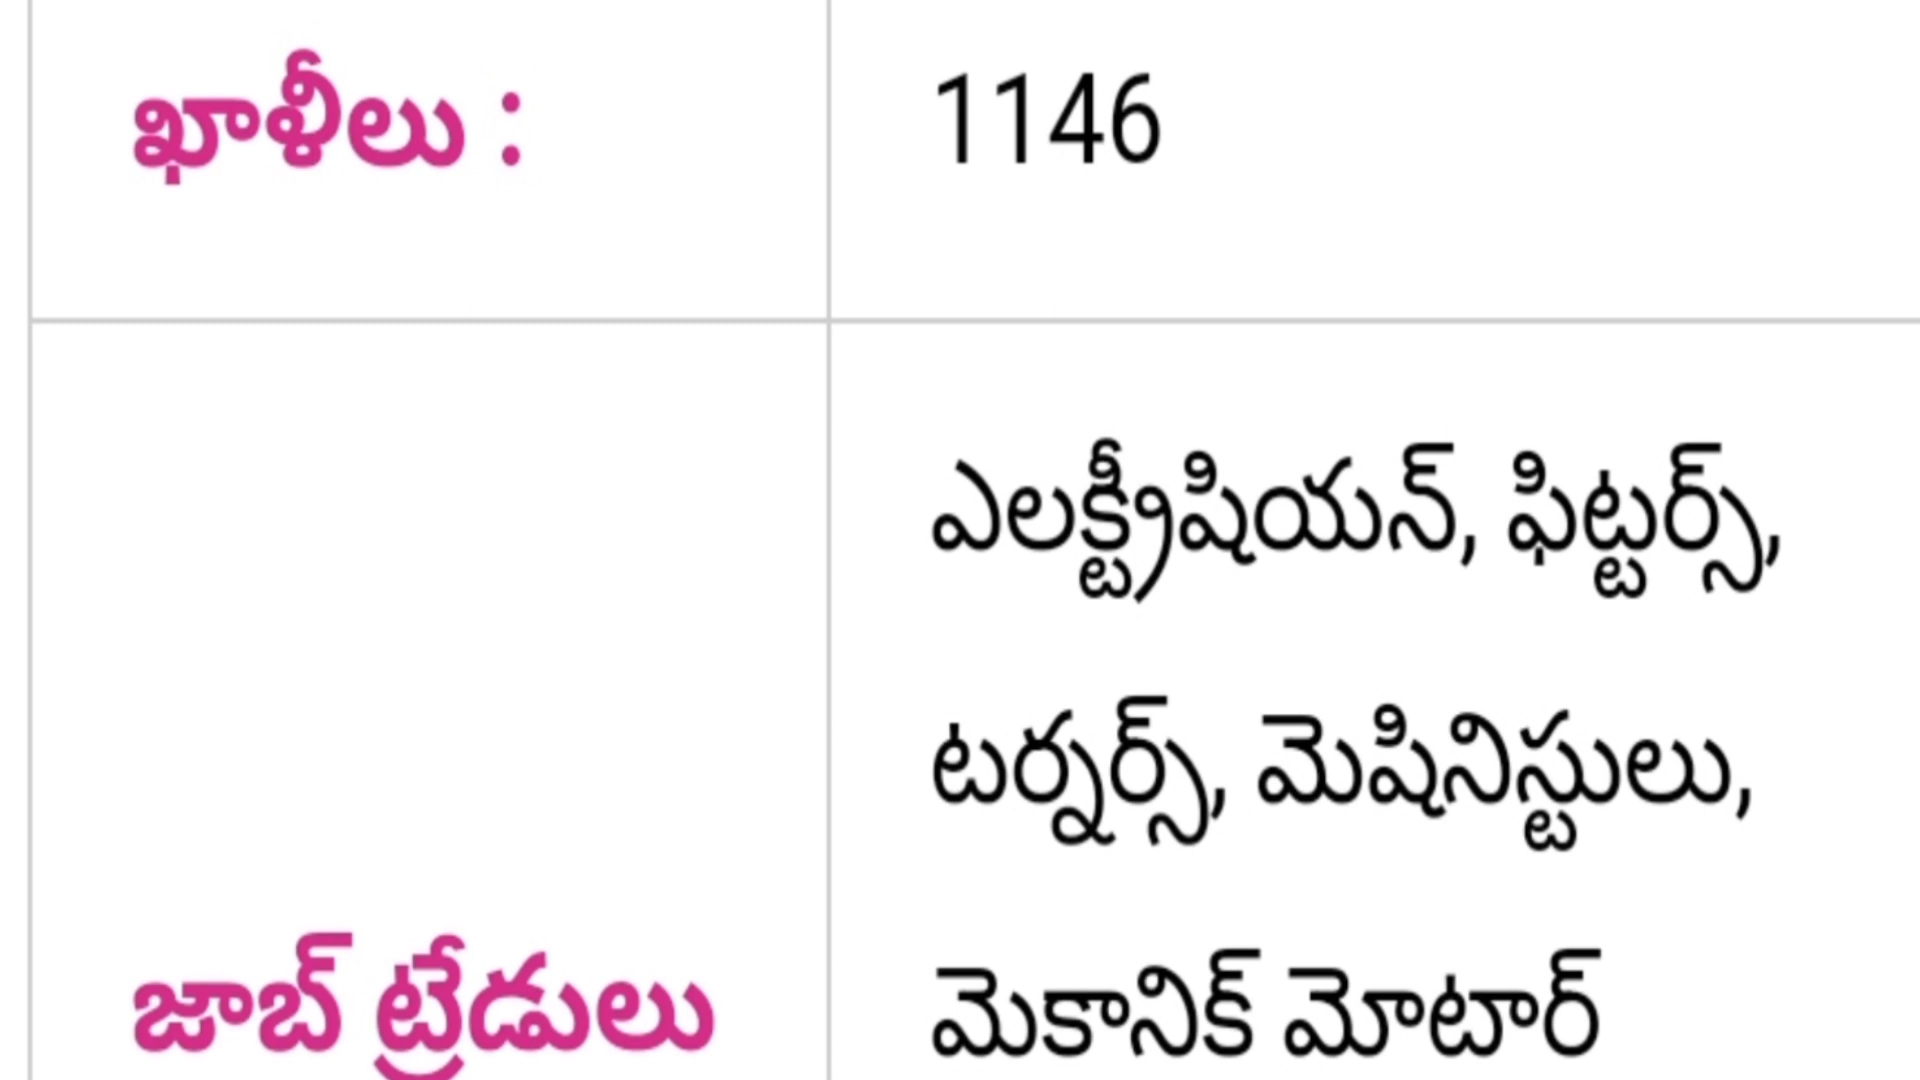 ఖాళీలు : 1146
ఎలక్ట్రీషియన్, ఫిట్టర్స్,
టర్నర్స్, మెషినిస్టులు,
జాబ్ ట్రేడులు మెకానిక్ మోటార్